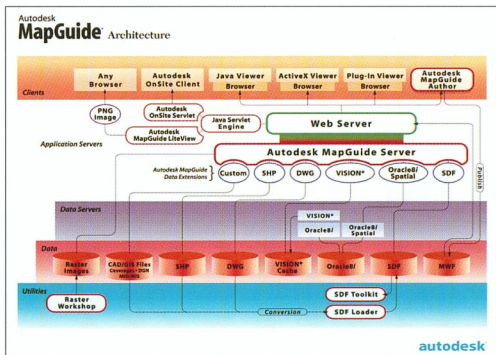 Autodesk
MapGuide® Architecture
Any Browser
Autodesk OnSite Client
Java Viewer
Browser
ActiveX Viewer
Browser
Plug-In Viewer
Browser
Autodesk MapGuide Author
Clients
PNG Image
Autodesk OnSite Servlet
Java Servlet Engine
Web Server
Application Servers
Autodesk MapGuide LiteView
Autodesk MapGuide Server
Publish
Autodesk MapGuide Data Extensions
Custom
SHP
DWG
VISION*
Oracle8i/ Spatial
SDF
Data Servers
VISION*
Oracle8i
Oracle8i/ Spatial
Data
Raster Images
CAD/GIS Files
SHP
DWG
VISION* Cache
Oracle8i
SDF
MWF
Utilities
Raster Workshop
SDF Toolkit
Conversion
SDF Loader
autodesk®